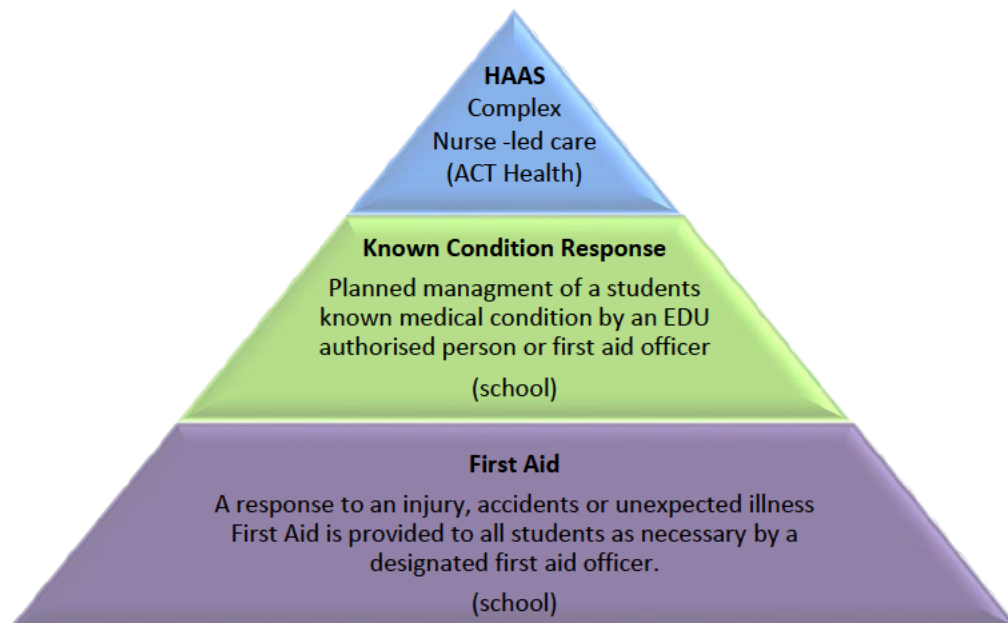 HAAS
Complex
Nurse -led care
(ACT Health)
Known Condition Response
Planned managment of a students
known medical condition by an EDU
authorised person or first aid officer
(school)
First Aid
A response to an injury, accidents or unexpected illness
First Aid is provided to all students as necessary by a
designated first aid officer.
(school)